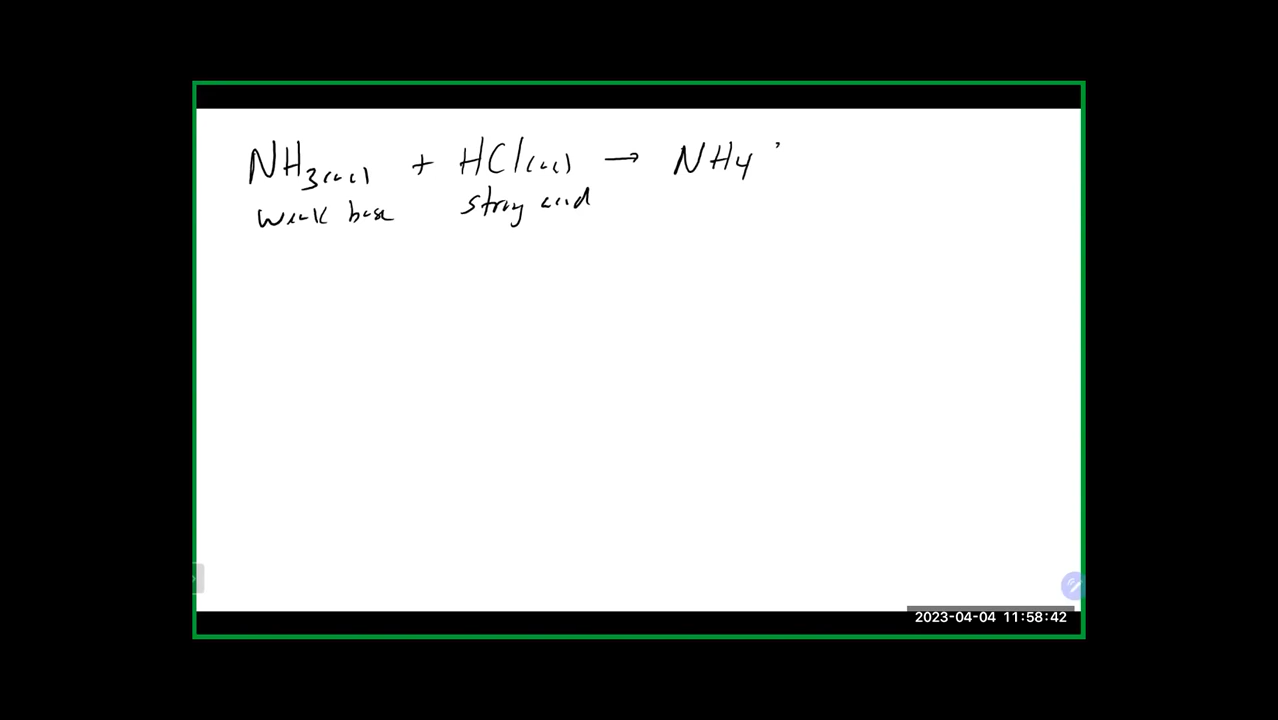 NH3(aq) + HCl(aq) → NH4
weak base strong acid
2023-04-04 11:58:42